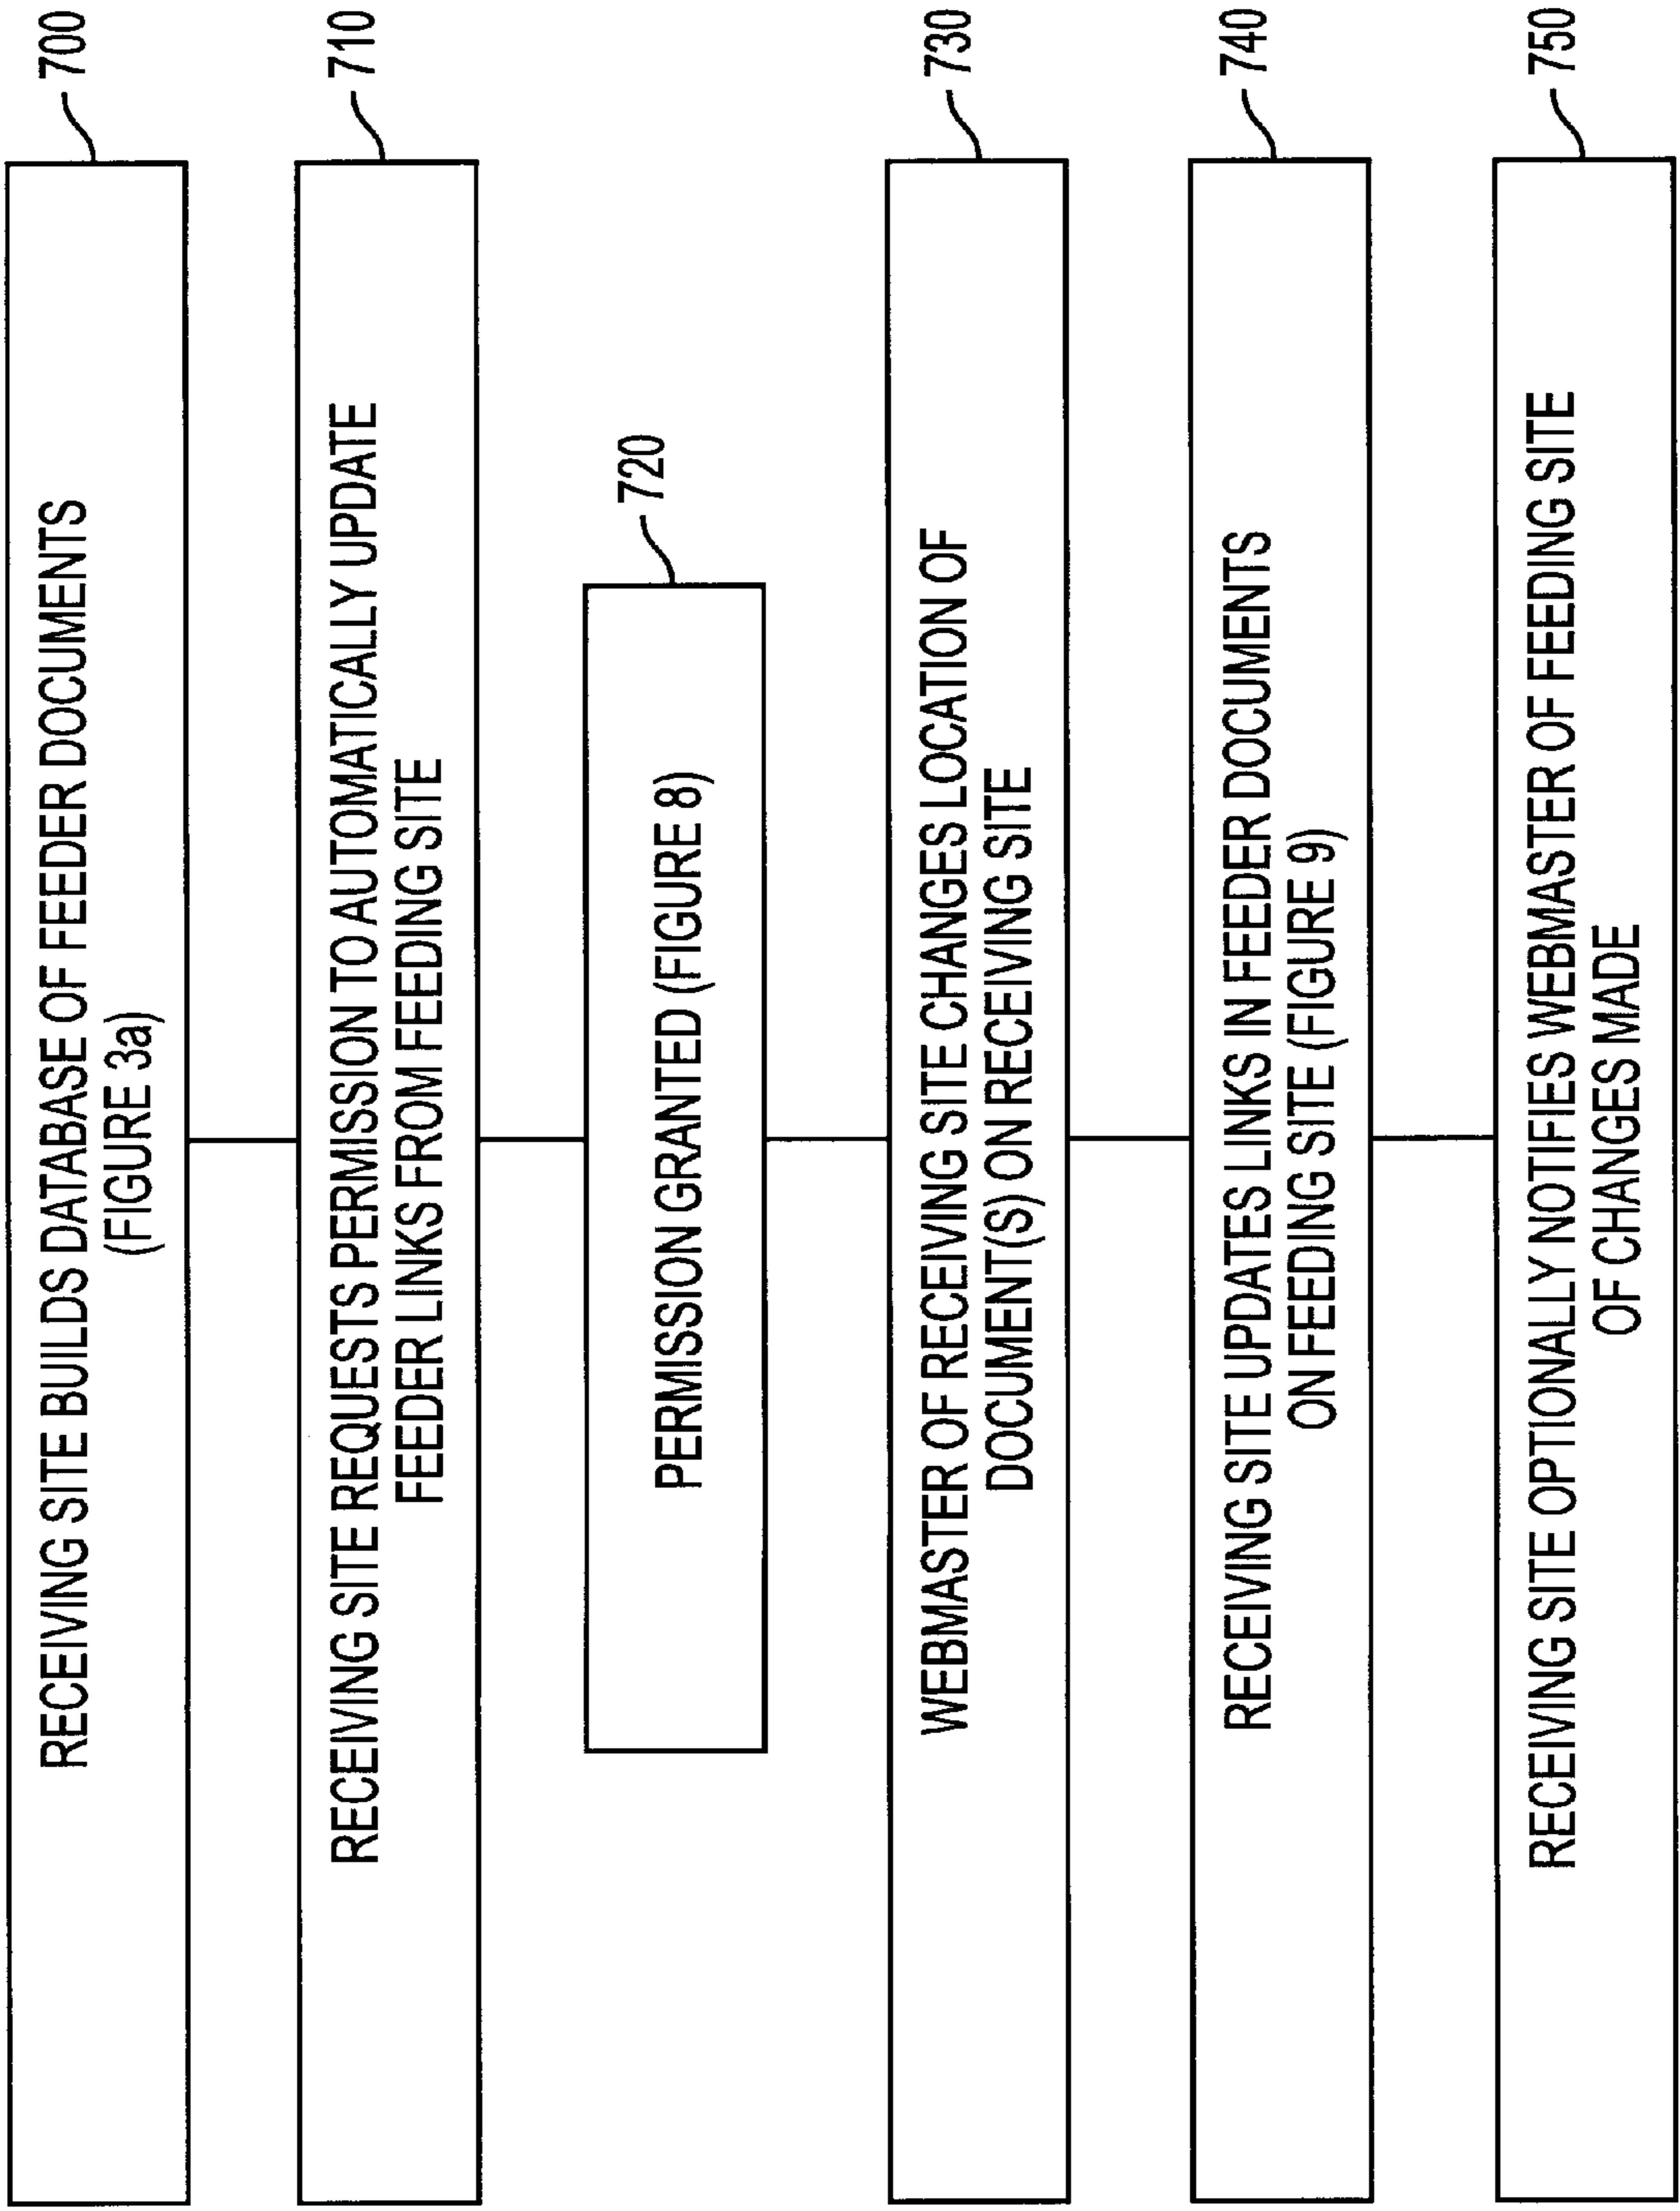 RECEIVING SITE BUILDS DATABASE OF FEEDER DOCUMENTS
(FIGURE 3a)
700
RECEIVING SITE REQUESTS PERMISSION TO AUTOMATICALLY UPDATE
FEEDER LINKS FROM FEEDING SITE
710
PERMISSION GRANTED (FIGURE 8)
720
WEBMASTER OF RECEIVING SITE CHANGES LOCATION OF
DOCUMENT(S) ON RECEIVING SITE
730
RECEIVING SITE UPDATES LINKS IN FEEDER DOCUMENTS
ON FEEDING SITE (FIGURE 9)
740
RECEIVING SITE OPTIONALLY NOTIFIES WEBMASTER OF FEEDING SITE
OF CHANGES MADE
750